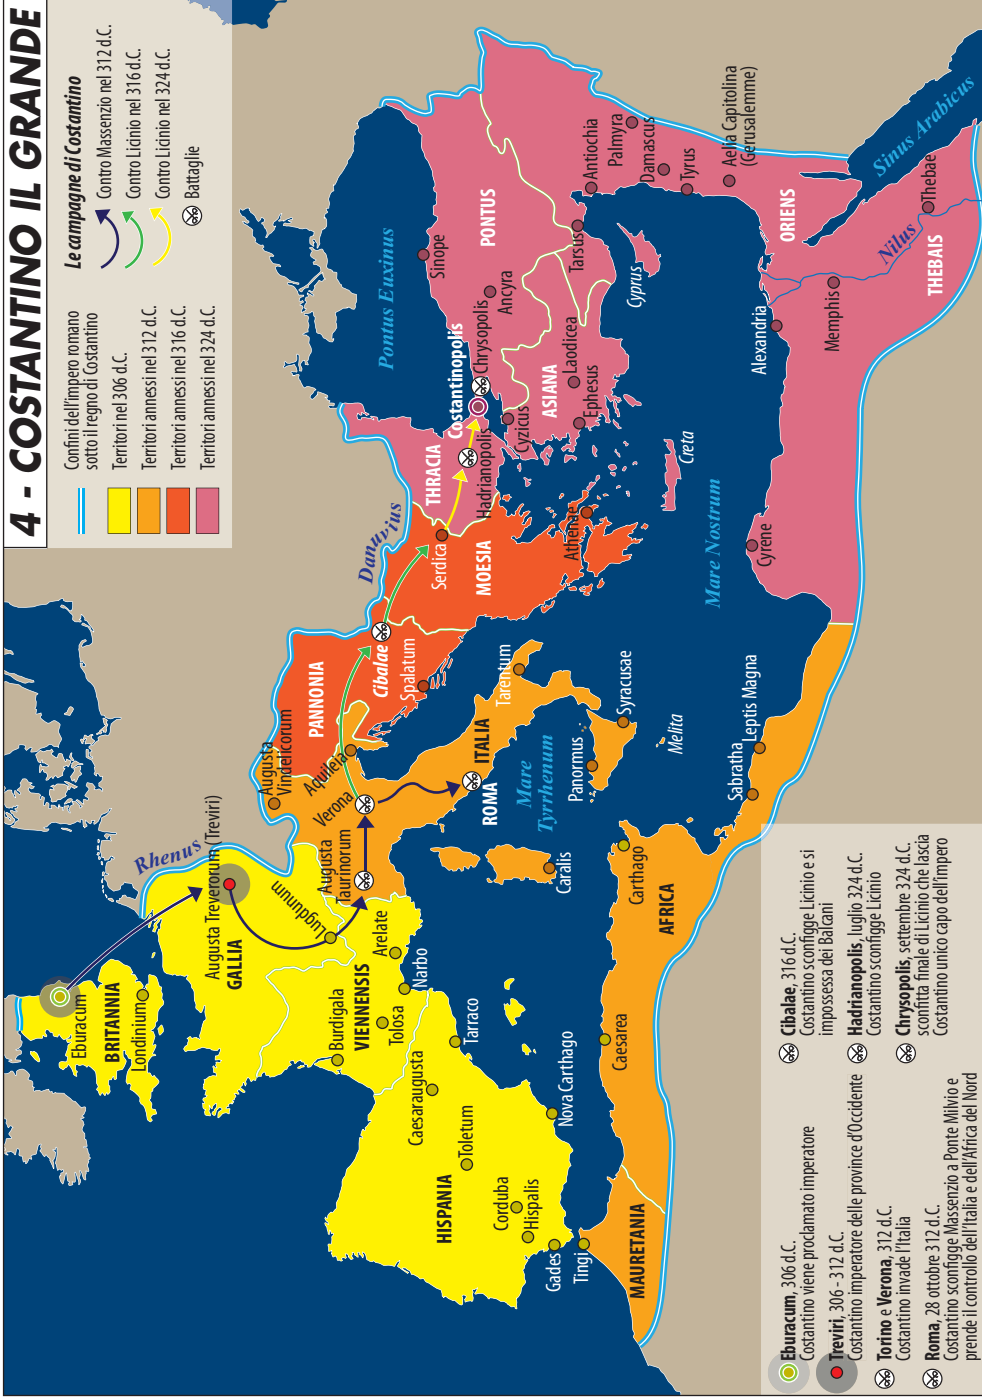 4 - COSTANTINO IL GRANDE
Confini dell'impero romano
sotto il regno di Costantino
Territori nel 306 d.C.
Territori annessi nel 312 d.C.
Territori annessi nel 316 d.C.
Territori annessi nel 324 d.C.
Le campagne di Costantino
Contro Massenzio nel 312 d.C.
Contro Licinio nel 316 d.C.
Contro Licinio nel 324 d.C.
Battaglie
Eburacum
BRITANNIA
Londinium
Rhenus
Augusta Treverorum (Treviri)
GALLIA
Lugdunum
Burdigala
VIENNENSIS
Tolosa
Arelate
Narbo
Caesaraugusta
Tarraco
Toletum
HISPANIA
Corduba
Hispalis
Gades
Nova Carthago
Tingi
MAURETANIA
Caesarea
AFRICA
Carthago
Caralis
Augusta
Vindelicorum
Augusta
Taurinorum
Verona
Aquileia
ITALIA
ROMA
Mare
Tyrrhenum
Tarentum
Panormus
Syracusae
Melita
Sabratha
Leptis Magna
PANNONIA
Cibalae
Spalatum
Danuvius
Serdica
MOESIA
Athenae
THRACIA
Hadrianopolis
Costantinopolis
Chrysopolis
Pontus Euxinus
Sinope
PONTUS
Ancyra
Cyzicus
ASIANA
Laodicea
Ephesus
Tarsus
Cyprus
Creta
Mare Nostrum
Cyrene
Antiochia
Palmyra
Damascus
Tyrus
Aelia Capitolina
(Gerusalemme)
ORIENS
Alexandria
Memphis
Nilus
THEBAIS
Thebae
Sinus Arabicus
Eburacum, 306 d.C.
Costantino viene proclamato imperatore
Treviri, 306 - 312 d.C.
Costantino imperatore delle province d'Occidente
Torino e Verona, 312 d.C.
Costantino invade l'Italia
Roma, 28 ottobre 312 d.C.
Costantino sconfigge Massenzio a Ponte Milvio e
prende il controllo dell'Italia e dell'Africa del Nord
Cibalae, 316 d.C.
Costantino sconfigge Licinio e si
impossessa dei Balcani
Hadrianopolis, luglio 324 d.C.
Costantino sconfigge Licinio
Chrysopolis, settembre 324 d.C.
sconfitta finale di Licinio che lascia
Costantino unico capo dell'impero